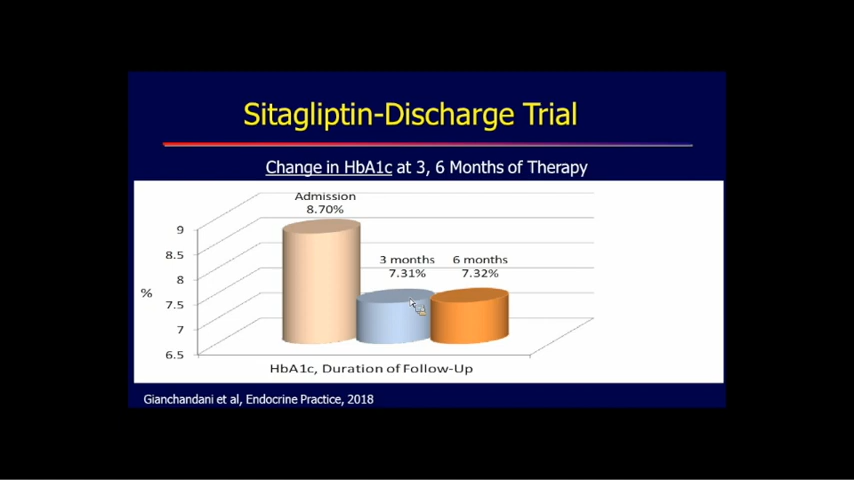 Sitagliptin-Discharge Trial
Change in HbA1c at 3, 6 Months of Therapy
Admission
8.70%
3 months
7.31%
6 months
7.32%
9
8.5
8
7.5
7
6.5
%
HbA1c, Duration of Follow-Up
Gianchandani et al, Endocrine Practice, 2018